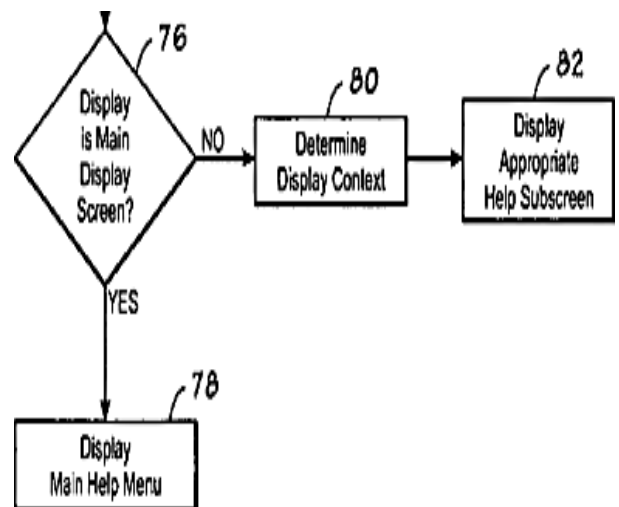 76
Display
is Main
Display
Screen?
NO
80
Determine
Display Context
82
Display
Appropriate
Help Subscreen
YES
78
Display
Main Help Menu